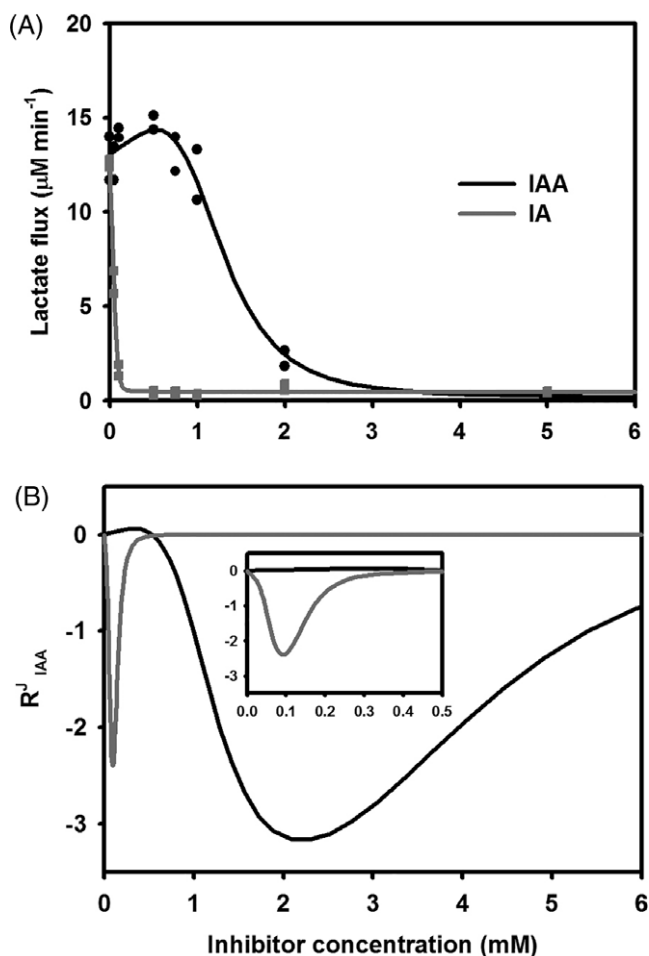 (A)
20
15
10
5
0
Lactate flux (μM min⁻¹)
IAA
IA
0 1 2 3 4 5 6
(B)
0
-1
-2
-3
R^J_IAA
0
-1
-2
-3
0.0 0.1 0.2 0.3 0.4 0.5
0 1 2 3 4 5 6
Inhibitor concentration (mM)